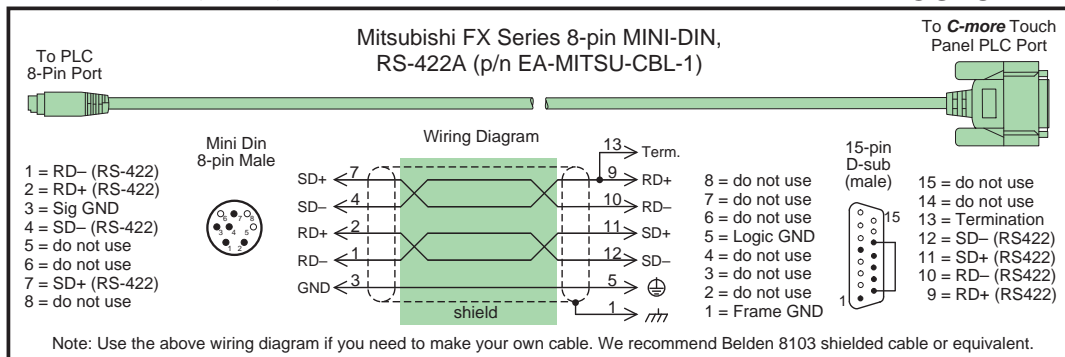 Mitsubishi FX Series 8-pin MINI-DIN,
RS-422A (p/n EA-MITSU-CBL-1)
To PLC
8-Pin Port
To C-more Touch
Panel PLC Port
Mini Din
8-pin Male
1 = RD– (RS-422)
2 = RD+ (RS-422)
3 = Sig GND
4 = SD– (RS-422)
5 = do not use
6 = do not use
7 = SD+ (RS-422)
8 = do not use
6 7 8
3 4 5
1 2
Wiring Diagram
13 Term.
SD+ 7 9 RD+
SD– 4 10 RD–
RD+ 2 11 SD+
RD– 1 12 SD–
GND 3 5
shield 1
8 = do not use
7 = do not use
6 = do not use
5 = Logic GND
4 = do not use
3 = do not use
2 = do not use
1 = Frame GND
15-pin
D-sub
(male)
15
1
15 = do not use
14 = do not use
13 = Termination
12 = SD– (RS422)
11 = SD+ (RS422)
10 = RD– (RS422)
9 = RD+ (RS422)
Note: Use the above wiring diagram if you need to make your own cable. We recommend Belden 8103 shielded cable or equivalent.